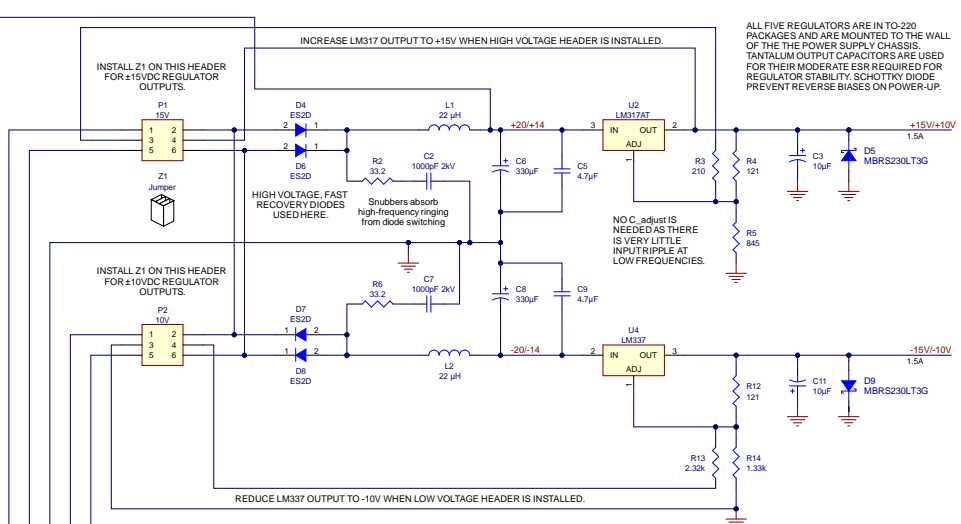 ALL FIVE REGULATORS ARE IN TO-220
PACKAGES AND ARE MOUNTED TO THE WALL
OF THE THE POWER SUPPLY CHASSIS.
TANTALUM OUTPUT CAPACITORS ARE USED
FOR THEIR MODERATE ESR REQUIRED FOR
REGULATOR STABILITY. SCHOTTKY DIODE
PREVENT REVERSE BIASES ON POWER-UP.
INCREASE LM317 OUTPUT TO +15V WHEN HIGH VOLTAGE HEADER IS INSTALLED.
INSTALL Z1 ON THIS HEADER
FOR ±15VDC REGULATOR
OUTPUTS.
P1
15V
1 2
3 4
5 6
D4
ES2D
2 1
2 1
D6
ES2D
L1
22 µH
R2
33.2
C2
1000pF 2kV
+20/+14
C6
330µF
C5
4.7µF
U2
LM317AT
3 IN OUT 2
ADJ
1
R3
210
R4
121
R5
845
C3
10µF
D5
MBRS230LT3G
+15V/+10V
1.5A
Z1
Jumper
HIGH VOLTAGE, FAST
RECOVERY DIODES
USED HERE.
Snubbers absorb
high-frequency ringing
from diode switching
NO C_adjust IS
NEEDED AS THERE
IS VERY LITTLE
INPUT RIPPLE AT
LOW FREQUENCIES.
INSTALL Z1 ON THIS HEADER
FOR ±10VDC REGULATOR
OUTPUTS.
P2
10V
1 2
3 4
5 6
D7
ES2D
1 2
1 2
D8
ES2D
R6
33.2
C7
1000pF 2kV
L2
22 µH
C8
330µF
C9
4.7µF
-20/-14
U4
LM337
2 IN OUT 3
ADJ
1
R12
121
R13
2.32k
R14
1.33k
C11
10µF
D9
MBRS230LT3G
-15V/-10V
1.5A
REDUCE LM337 OUTPUT TO -10V WHEN LOW VOLTAGE HEADER IS INSTALLED.